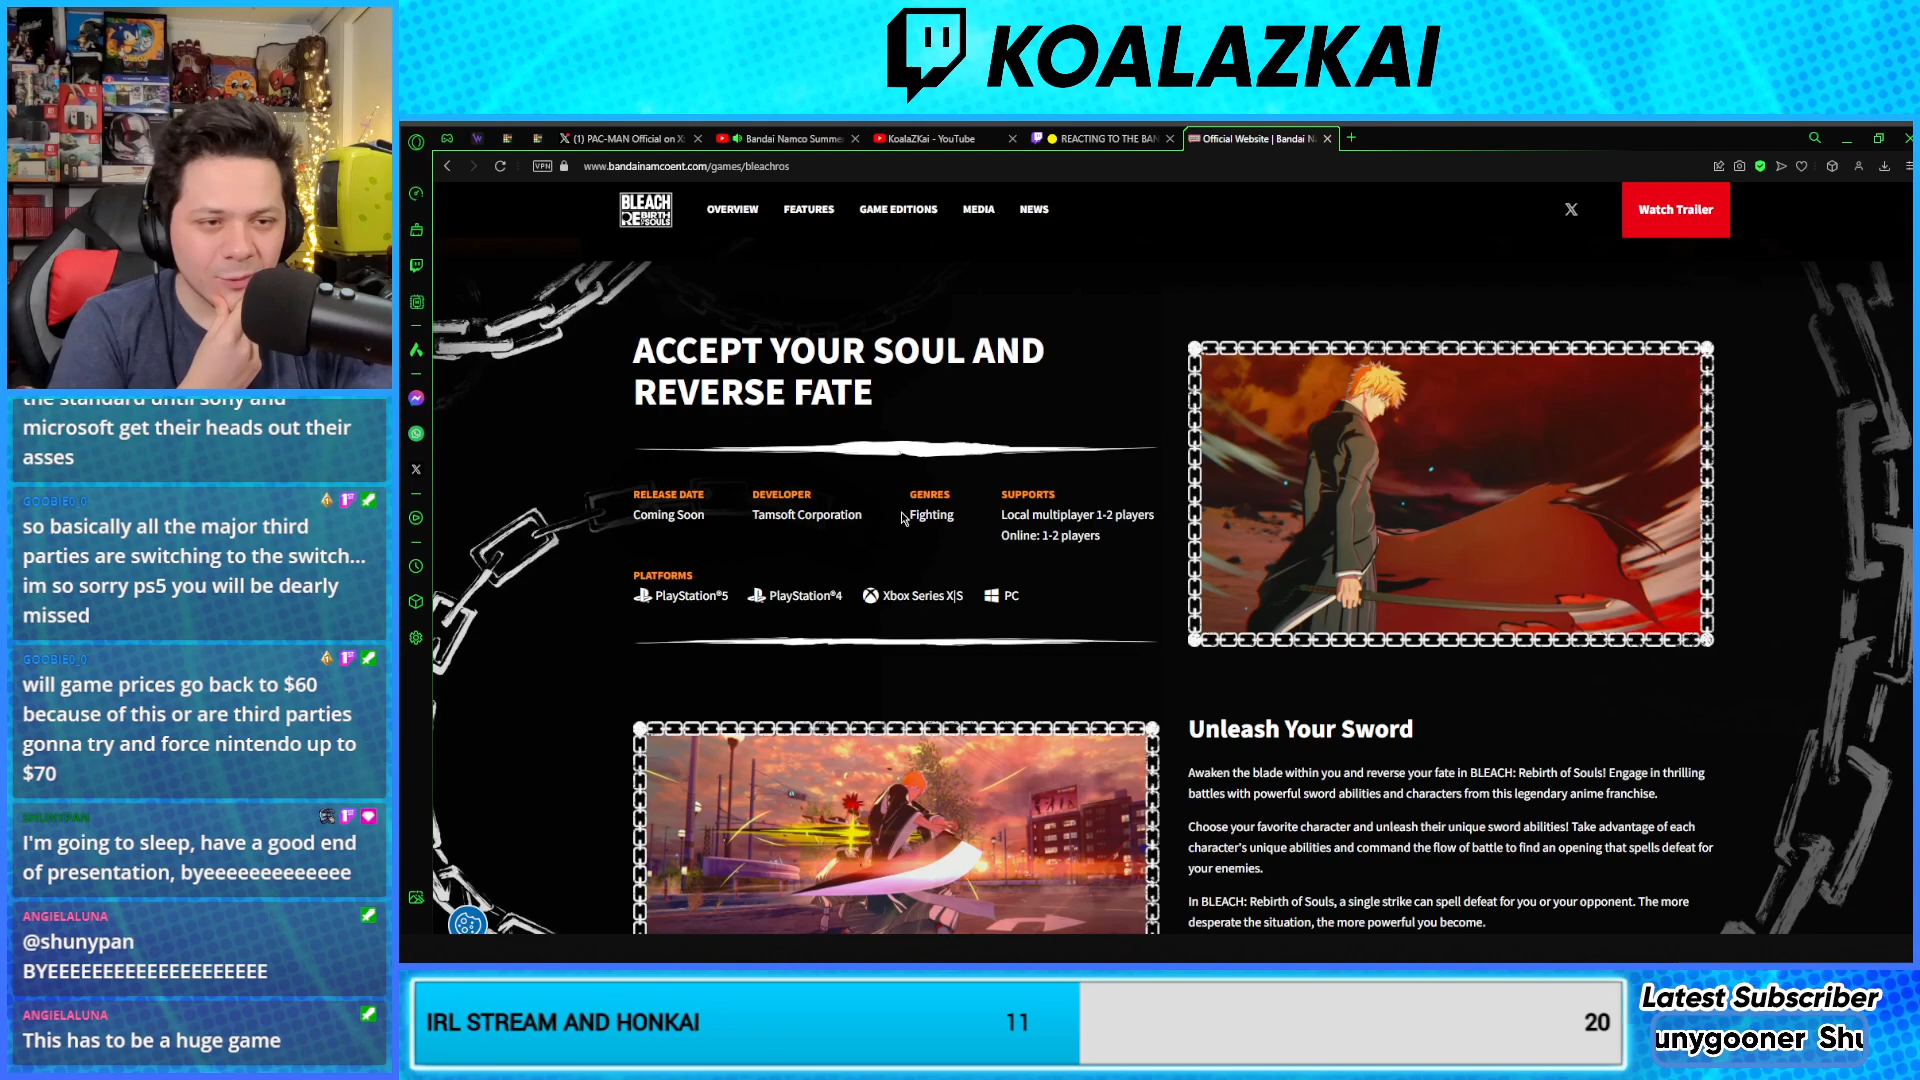 KOALAZKAI
(1) PAC-MAN Official on X:
Bandai Namco Summe
KoalaZKai - YouTube
REACTING TO THE BAN
Official Website | Bandai N
VPN
www.bandainamcoent.com/games/bleachros
BLEACH
REBIRTH OF SOULS
OVERVIEW
FEATURES
GAME EDITIONS
MEDIA
NEWS
Watch Trailer
ACCEPT YOUR SOUL AND
REVERSE FATE
RELEASE DATE
Coming Soon
DEVELOPER
Tamsoft Corporation
GENRES
Fighting
SUPPORTS
Local multiplayer 1-2 players
Online: 1-2 players
PLATFORMS
PlayStation®5
PlayStation®4
Xbox Series X|S
PC
Unleash Your Sword
Awaken the blade within you and reverse your fate in BLEACH: Rebirth of Souls! Engage in thrilling
battles with powerful sword abilities and characters from this legendary anime franchise.
Choose your favorite character and unleash their unique sword abilities! Take advantage of each
character's unique abilities and command the flow of battle to find an opening that spells defeat for
your enemies.
In BLEACH: Rebirth of Souls, a single strike can spell defeat for you or your opponent. The more
desperate the situation, the more powerful you become.
the standard until sony and
microsoft get their heads out their
asses
GOOBIE0_0
so basically all the major third
parties are switching to the switch...
im so sorry ps5 you will be dearly
missed
GOOBIE0_0
will game prices go back to $60
because of this or are third parties
gonna try and force nintendo up to
$70
SHUNYPAN
I'm going to sleep, have a good end
of presentation, byeeeeeeeeeeeee
ANGIELALUNA
@shunypan
BYEEEEEEEEEEEEEEEEEEEE
ANGIELALUNA
This has to be a huge game
IRL STREAM AND HONKAI
11
20
Latest Subscriber
unygooner Shu